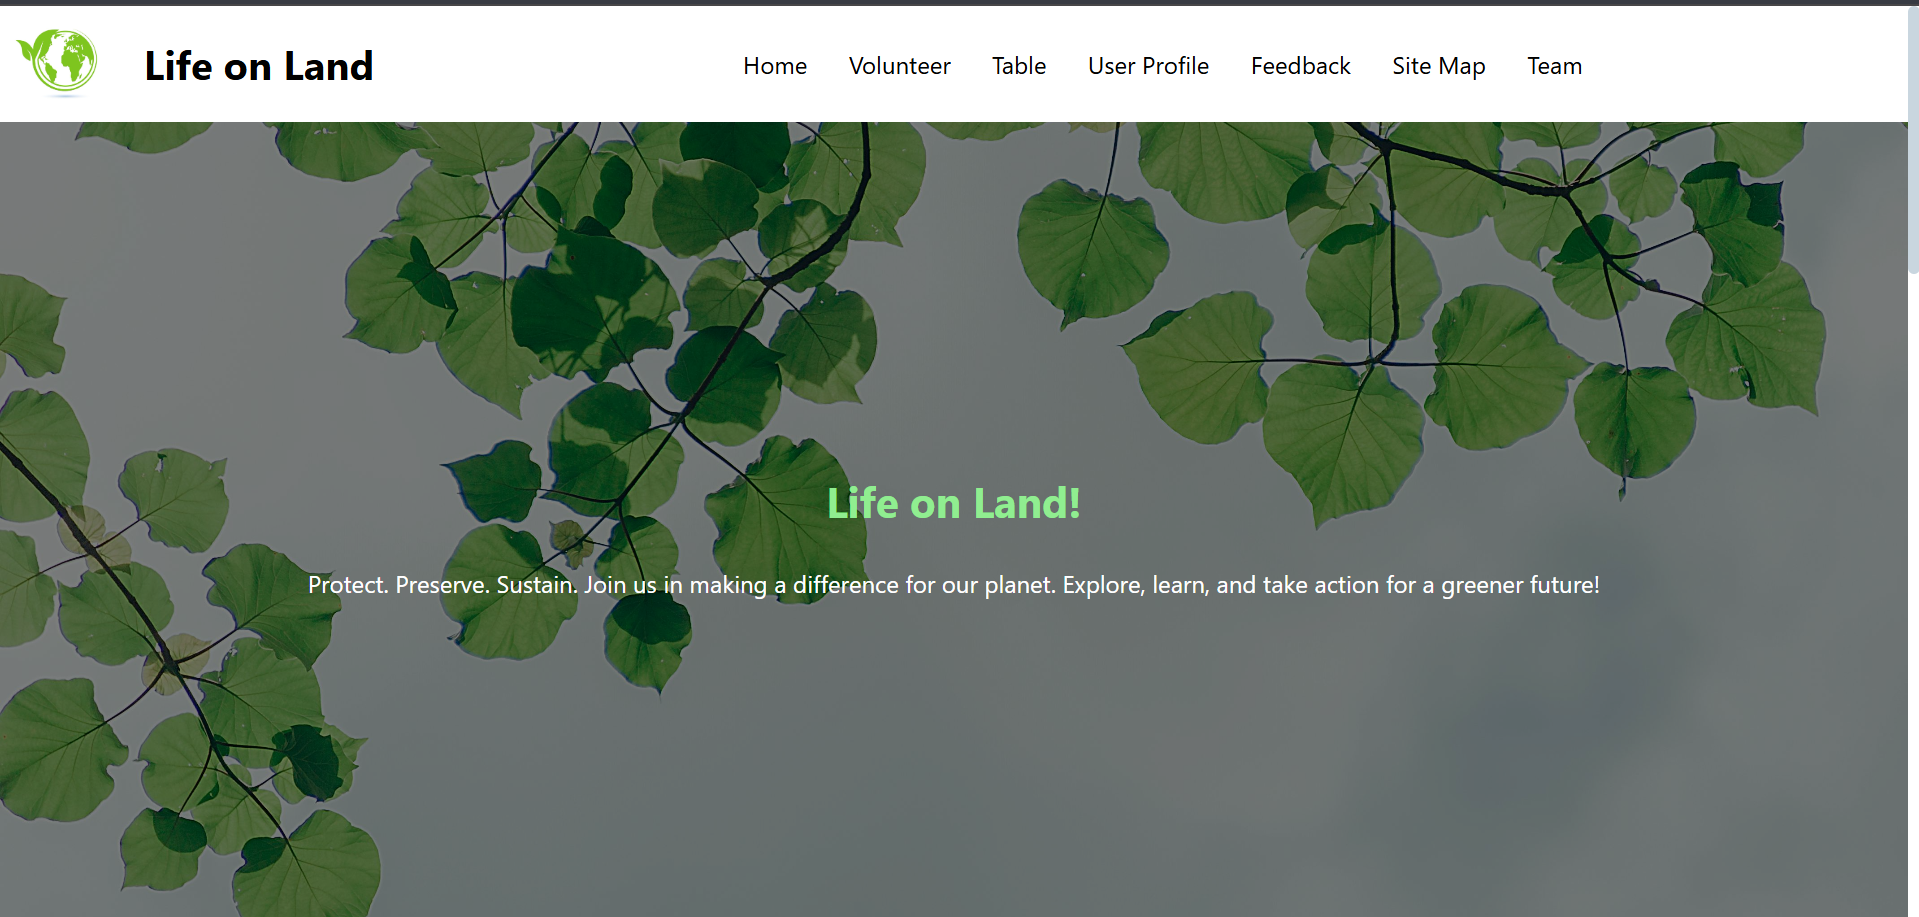 Life on Land
Home Volunteer Table User Profile Feedback Site Map Team
Life on Land!
Protect. Preserve. Sustain. Join us in making a difference for our planet. Explore, learn, and take action for a greener future!